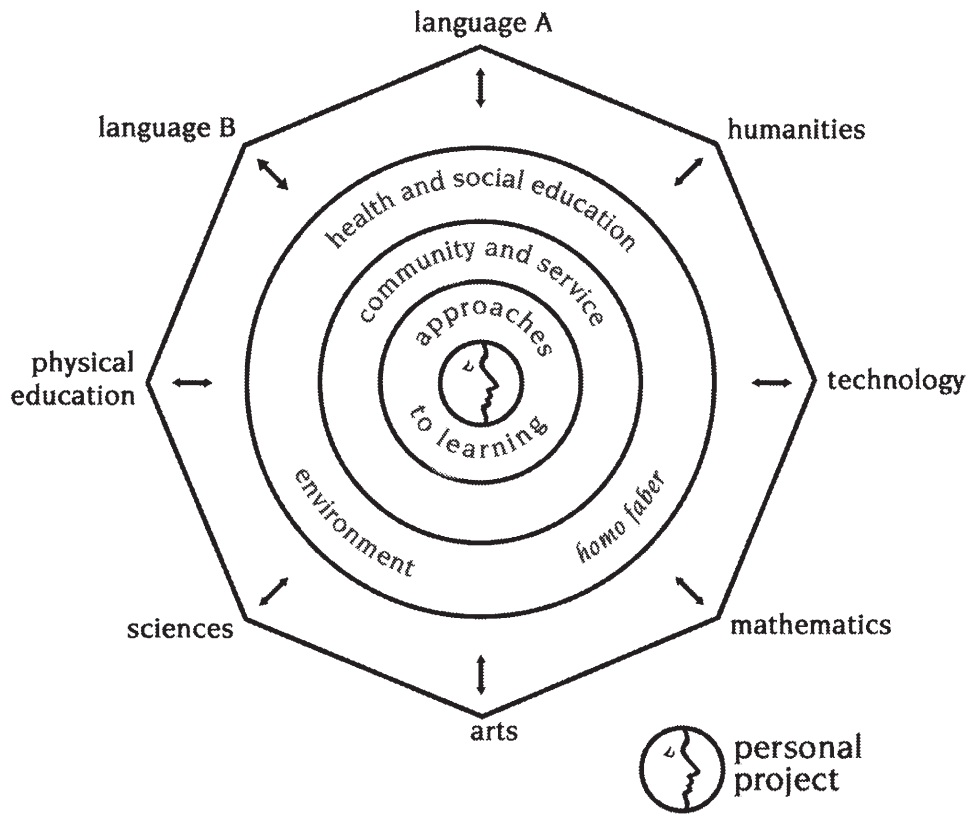 language A
language B
humanities
health and social education
community and service
approaches
to learning
physical
education
technology
environment
homo faber
sciences
mathematics
arts
personal
project